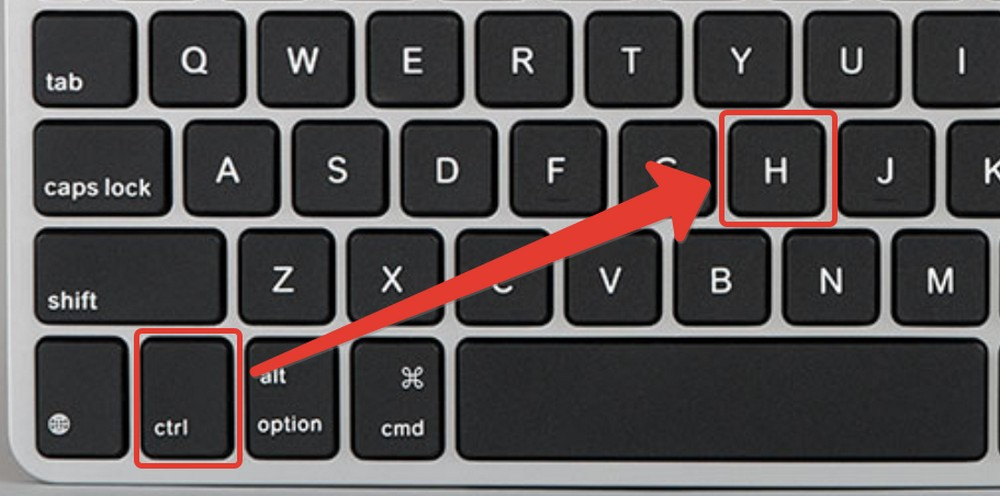 Q W E R T Y U I
tab
A S D F H J K
caps lock
Z X V B N M
shift
alt ⌘
ctrl option cmd